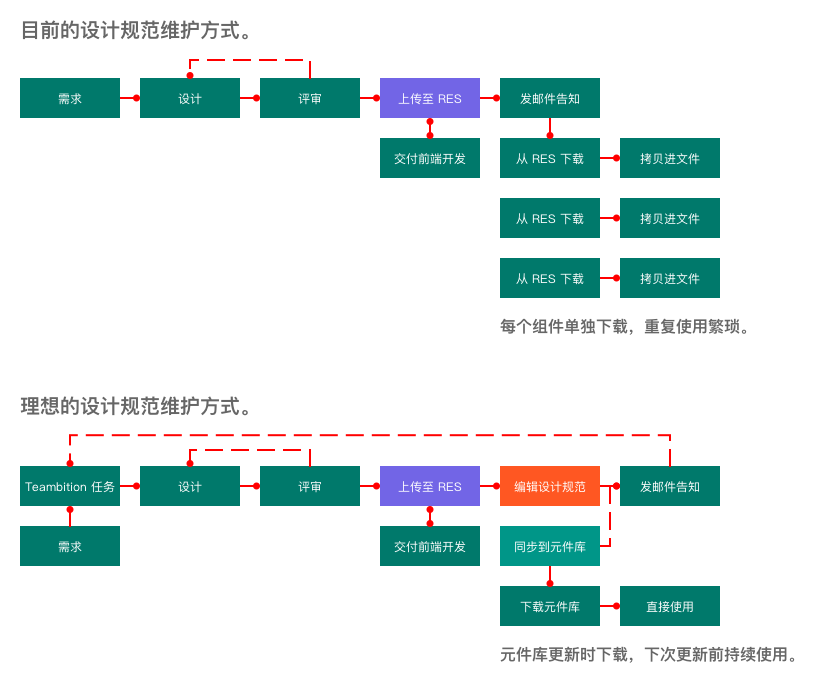 目前的设计规范维护方式。
需求
设计
评审
上传至 RES
发邮件告知
交付前端开发
从 RES 下载
拷贝进文件
从 RES 下载
拷贝进文件
从 RES 下载
拷贝进文件
每个组件单独下载，重复使用繁琐。
理想的设计规范维护方式。
Teambition 任务
设计
评审
上传至 RES
编辑设计规范
发邮件告知
需求
交付前端开发
同步到元件库
下载元件库
直接使用
元件库更新时下载，下次更新前持续使用。